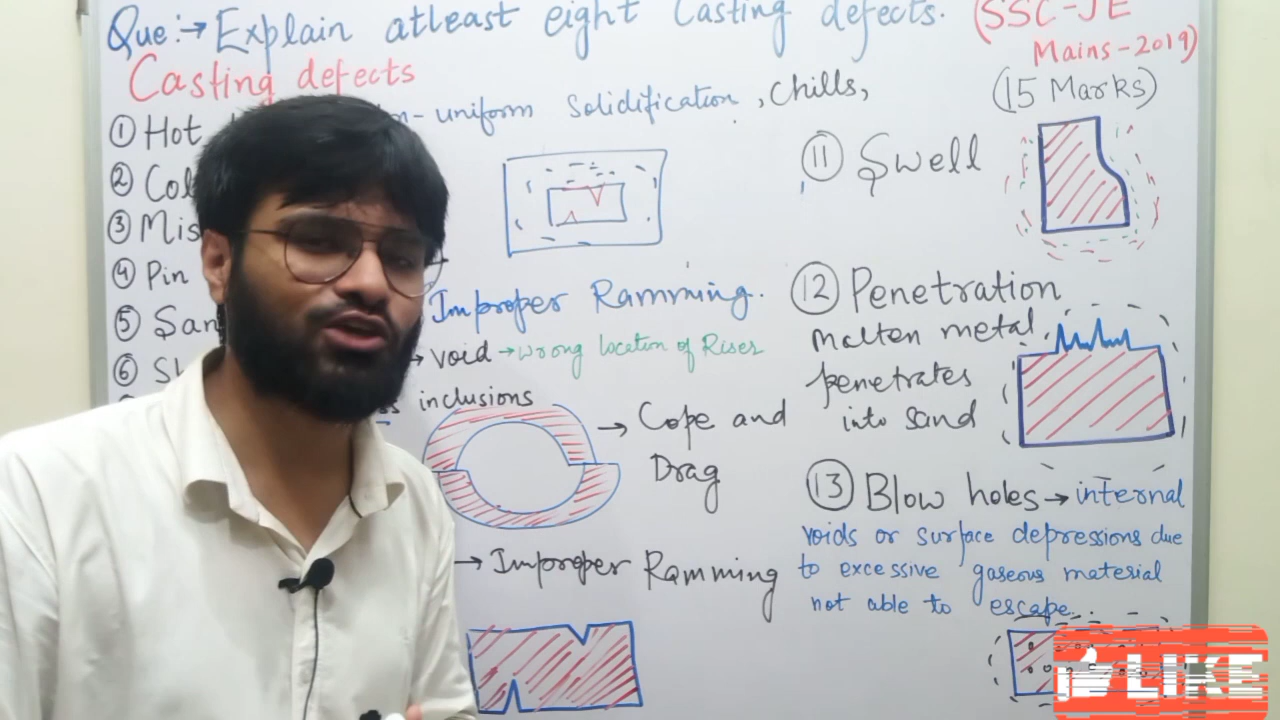 Que:→ Explain atleast eight Casting defects. (SSC-JE
Mains-2019)
(15 Marks)
Casting defects
① Hot
n-uniform Solidification, Chills,
② Col
③ Mis
④ Pin
⑤ San
⑥ Sh
Improper Ramming.
→ void → wrong location of Riser
inclusions
→ Cope and
Drag
→ Improper Ramming
⑪ Swell
⑫ Penetration
Molten metal
penetrates
into sand
⑬ Blow holes → internal
voids or surface depressions due
to excessive gaseous material
not able to escape.
LIKE